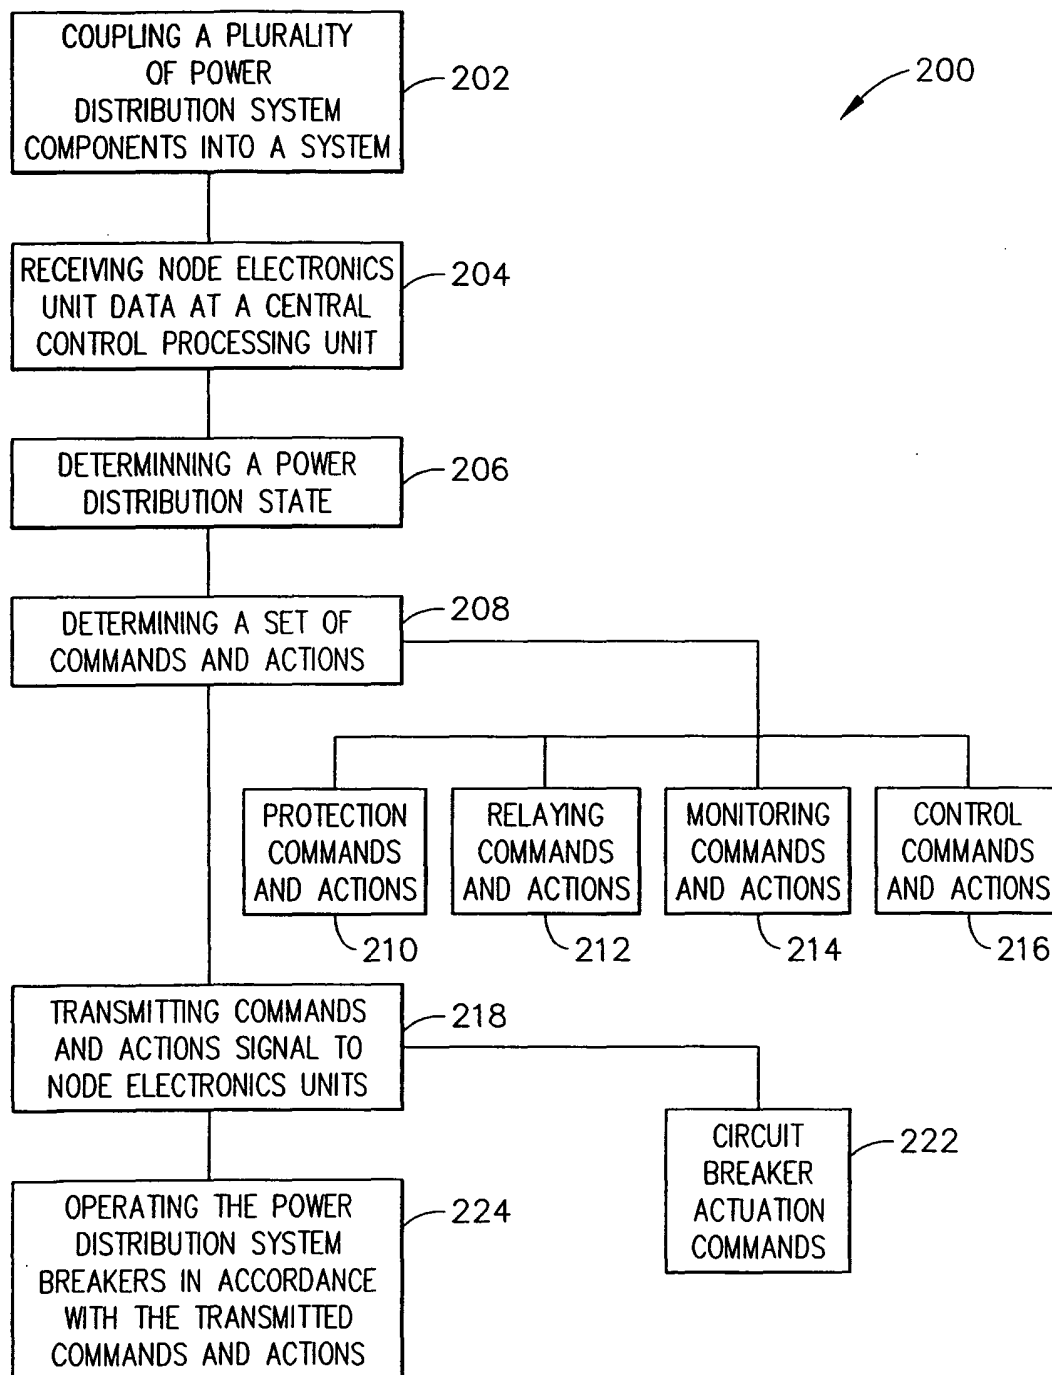 COUPLING A PLURALITY
OF POWER
DISTRIBUTION SYSTEM
COMPONENTS INTO A SYSTEM
202
200
RECEIVING NODE ELECTRONICS
UNIT DATA AT A CENTRAL
CONTROL PROCESSING UNIT
204
DETERMINNING A POWER
DISTRIBUTION STATE
206
DETERMINING A SET OF
COMMANDS AND ACTIONS
208
PROTECTION
COMMANDS
AND ACTIONS
210
RELAYING
COMMANDS
AND ACTIONS
212
MONITORING
COMMANDS
AND ACTIONS
214
CONTROL
COMMANDS
AND ACTIONS
216
TRANSMITTING COMMANDS
AND ACTIONS SIGNAL TO
NODE ELECTRONICS UNITS
218
CIRCUIT
BREAKER
ACTUATION
COMMANDS
222
OPERATING THE POWER
DISTRIBUTION SYSTEM
BREAKERS IN ACCORDANCE
WITH THE TRANSMITTED
COMMANDS AND ACTIONS
224